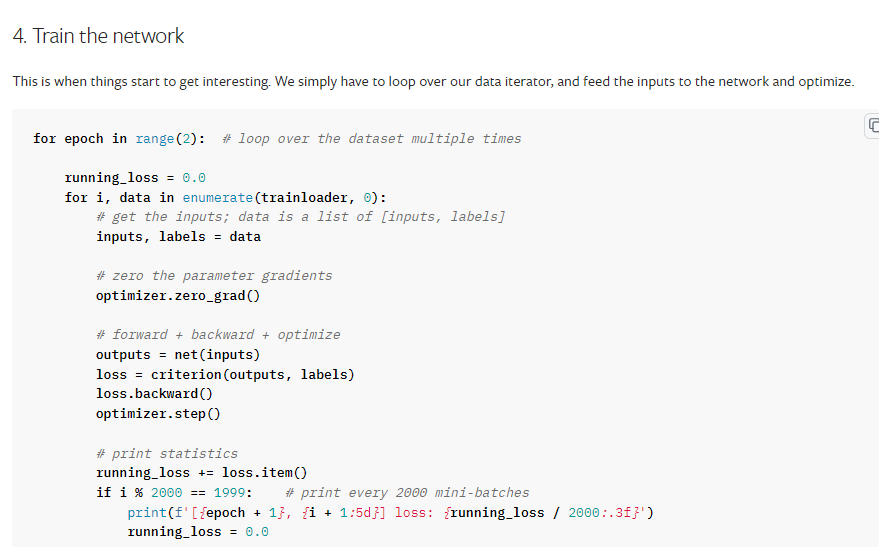 4. Train the network
This is when things start to get interesting. We simply have to loop over our data iterator, and feed the inputs to the network and optimize.
for epoch in range(2):  # loop over the dataset multiple times
    running_loss = 0.0
    for i, data in enumerate(trainloader, 0):
        # get the inputs; data is a list of [inputs, labels]
        inputs, labels = data
        # zero the parameter gradients
        optimizer.zero_grad()
        # forward + backward + optimize
        outputs = net(inputs)
        loss = criterion(outputs, labels)
        loss.backward()
        optimizer.step()
        # print statistics
        running_loss += loss.item()
        if i % 2000 == 1999:    # print every 2000 mini-batches
            print(f'[{epoch + 1}, {i + 1:5d}] loss: {running_loss / 2000:.3f}')
            running_loss = 0.0